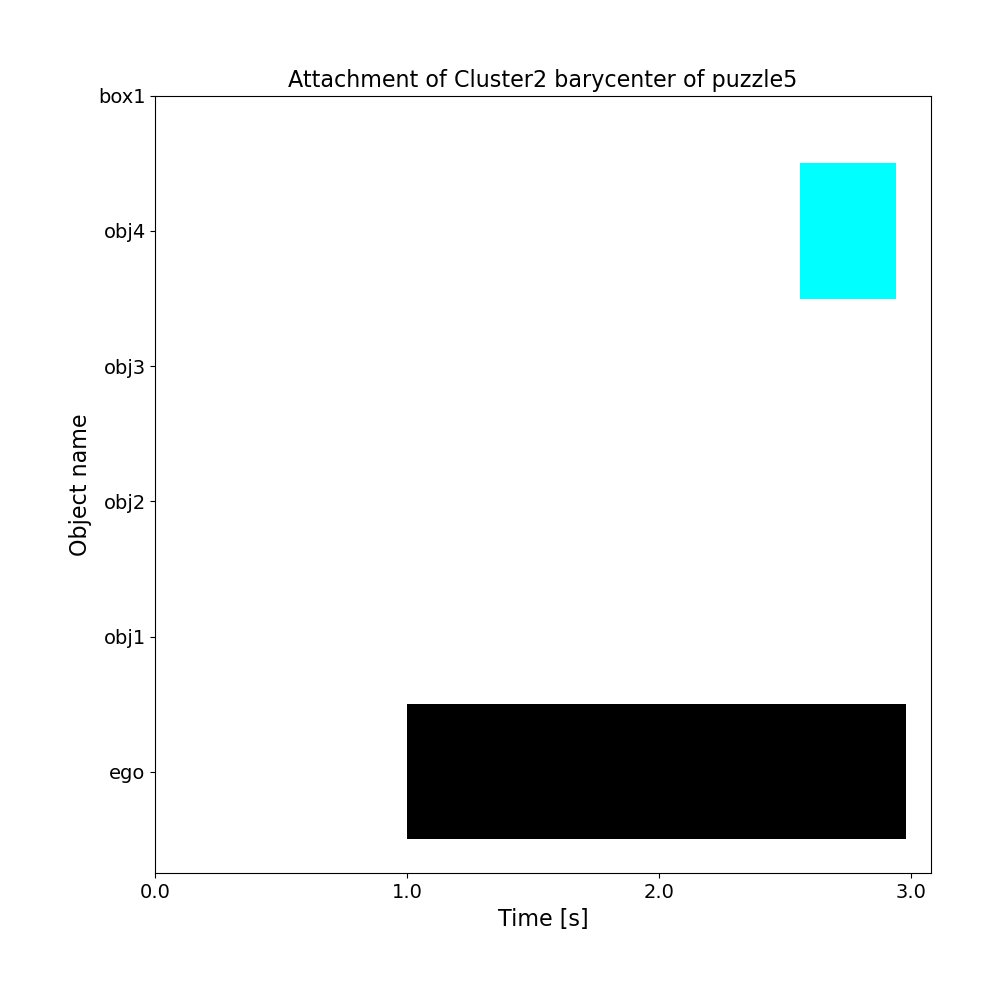 Attachment of Cluster2 barycenter of puzzle5
box1
obj4
obj3
obj2
obj1
ego
Object name
0.0 1.0 2.0 3.0
Time [s]